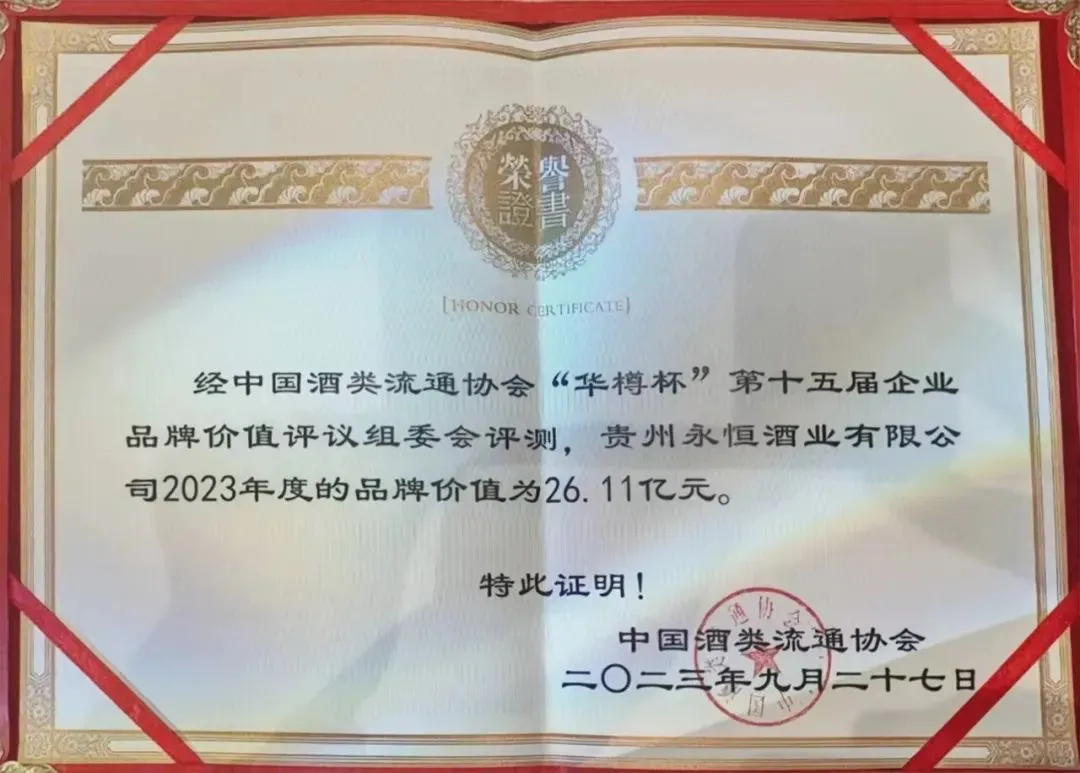 榮譽
證書
[HONOR CERTIFICATE]
经中国酒类流通协会“华樽杯”第十五届企业
品牌价值评议组委会评测，贵州永恒酒业有限公
司2023年度的品牌价值为26.11亿元。
特此证明！
中国酒类流通协会
二〇二三年九月二十七日